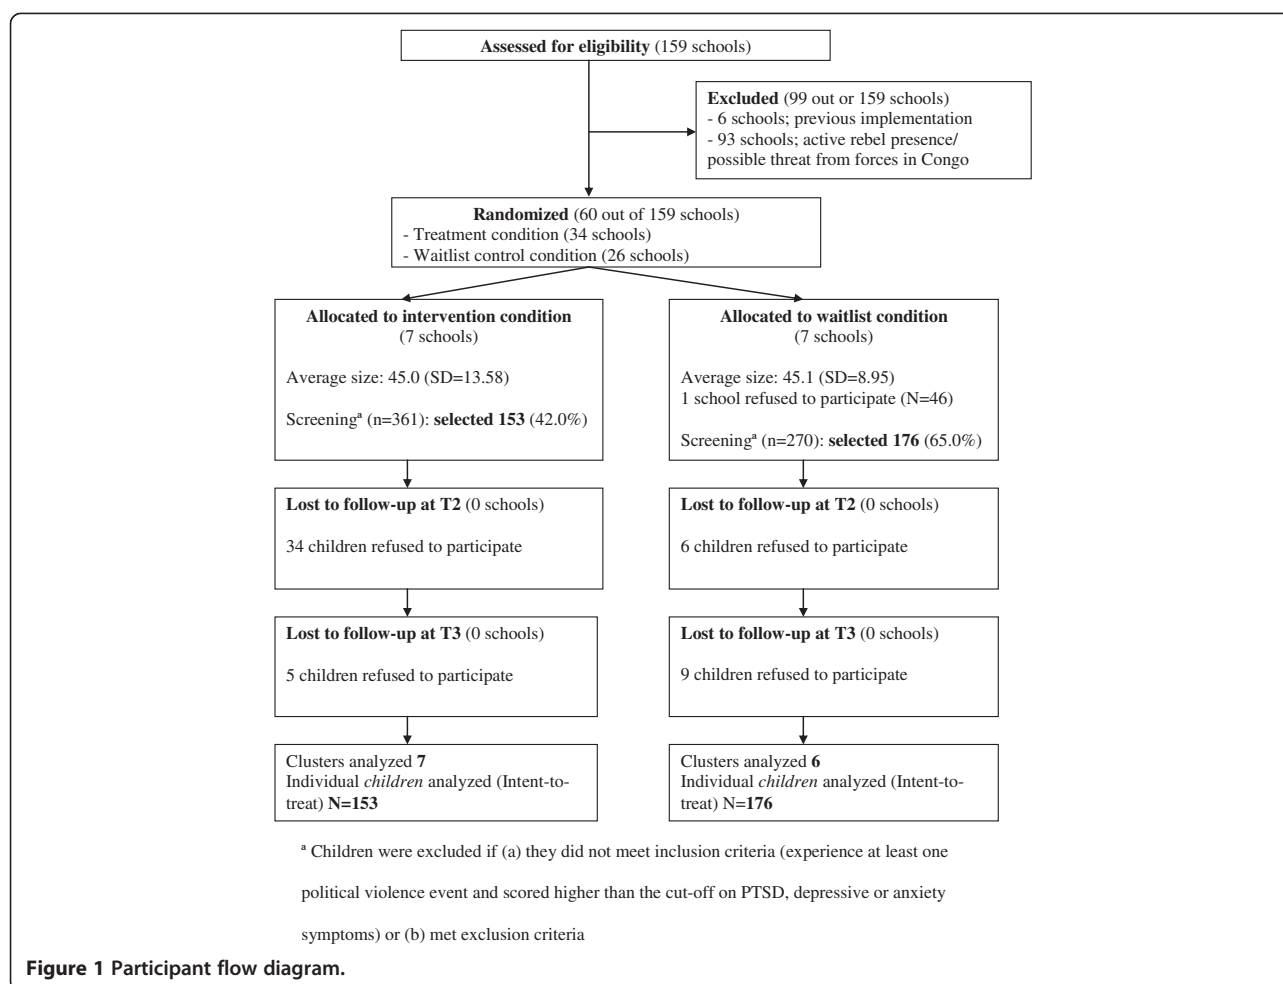 Assessed for eligibility (159 schools)
Excluded (99 out or 159 schools)
- 6 schools; previous implementation
- 93 schools; active rebel presence/
possible threat from forces in Congo
Randomized (60 out of 159 schools)
- Treatment condition (34 schools)
- Waitlist control condition (26 schools)
Allocated to intervention condition
(7 schools)
Average size: 45.0 (SD=13.58)
Screeningª (n=361): selected 153 (42.0%)
Allocated to waitlist condition
(7 schools)
Average size: 45.1 (SD=8.95)
1 school refused to participate (N=46)
Screeningª (n=270): selected 176 (65.0%)
Lost to follow-up at T2 (0 schools)
34 children refused to participate
Lost to follow-up at T2 (0 schools)
6 children refused to participate
Lost to follow-up at T3 (0 schools)
5 children refused to participate
Lost to follow-up at T3 (0 schools)
9 children refused to participate
Clusters analyzed 7
Individual children analyzed (Intent-to-
treat) N=153
Clusters analyzed 6
Individual children analyzed (Intent-to-
treat) N=176
ª Children were excluded if (a) they did not meet inclusion criteria (experience at least one
political violence event and scored higher than the cut-off on PTSD, depressive or anxiety
symptoms) or (b) met exclusion criteria
Figure 1 Participant flow diagram.